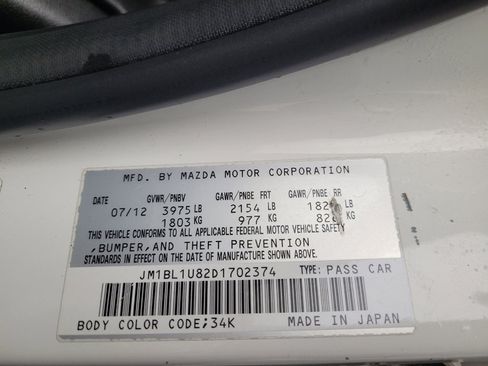 MFD. BY MAZDA MOTOR CORPORATION
DATE GVWR/PNBV GAWR/PNBE FRT GAWR/PNBE RR
07/12 3975 LB 2154 LB LB
1803 KG 977 KG KG
THIS VEHICLE CONFORMS TO ALL APPLICABLE FEDERAL MOTOR VEHICLE SAFETY
,BUMPER,AND THEFT PREVENTION
STANDARDS IN EFFECT ON THE DATE OF MANUFACTURE SHOWN ABOVE.
JM1BL1U82D1702374 TYPE: PASS CAR
BODY COLOR CODE;34K MADE IN JAPAN